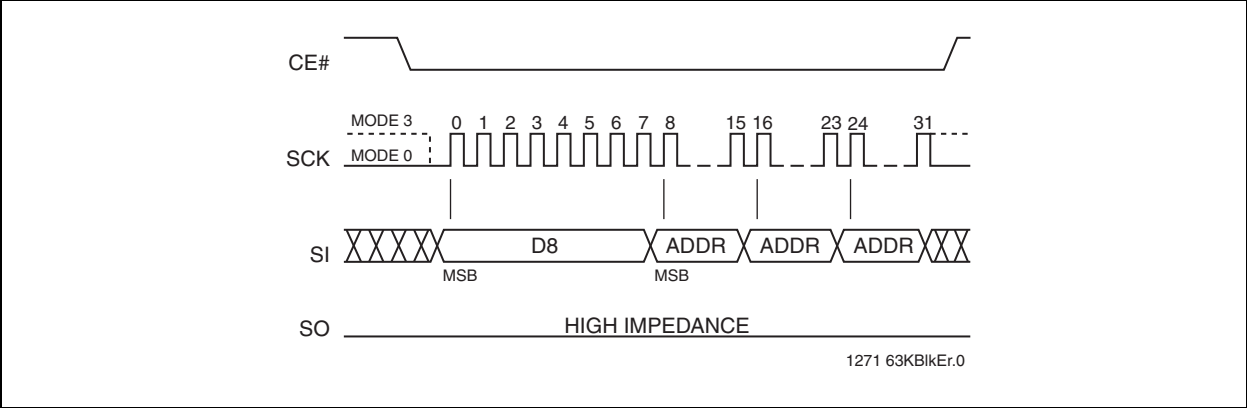 CE#
MODE 3
0 1 2 3 4 5 6 7 8 15 16 23 24 31
SCK
MODE 0
SI
D8 ADDR ADDR ADDR
MSB MSB
SO
HIGH IMPEDANCE
1271 63KBlkEr.0